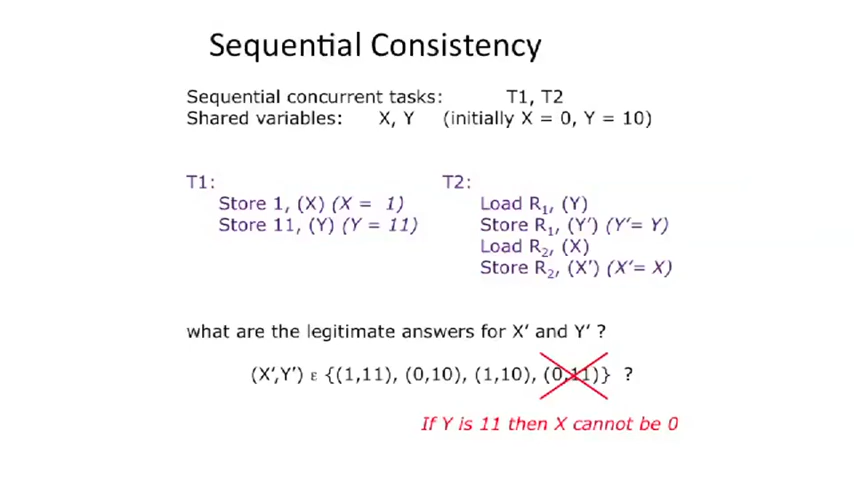 Sequential Consistency
Sequential concurrent tasks: T1, T2
Shared variables: X, Y (initially X = 0, Y = 10)
T1:
Store 1, (X) (X = 1)
Store 11, (Y) (Y = 11)
T2:
Load R₁, (Y)
Store R₁, (Y′) (Y′= Y)
Load R₂, (X)
Store R₂, (X′) (X′= X)
what are the legitimate answers for X′ and Y′ ?
(X′,Y′) ε {(1,11), (0,10), (1,10), (0,11)} ?
If Y is 11 then X cannot be 0